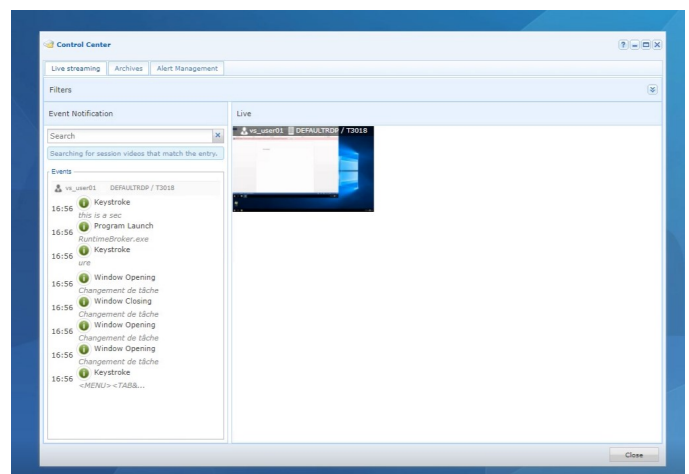 Control Center
Live streaming Archives Alert Management
Filters
Event Notification
Live
Search
Searching for session videos that match the entry.
vs_user01 DEFAULTRDP / T3018
Events
vs_user01 DEFAULTRDP / T3018
16:56 Keystroke
this is a sec
16:56 Program Launch
RuntimeBroker.exe
16:56 Keystroke
ure
16:56 Window Opening
Changement de tâche
16:56 Window Closing
Changement de tâche
16:56 Window Opening
Changement de tâche
16:56 Window Opening
Changement de tâche
16:56 Keystroke
<MENU> <TAB&...
Close